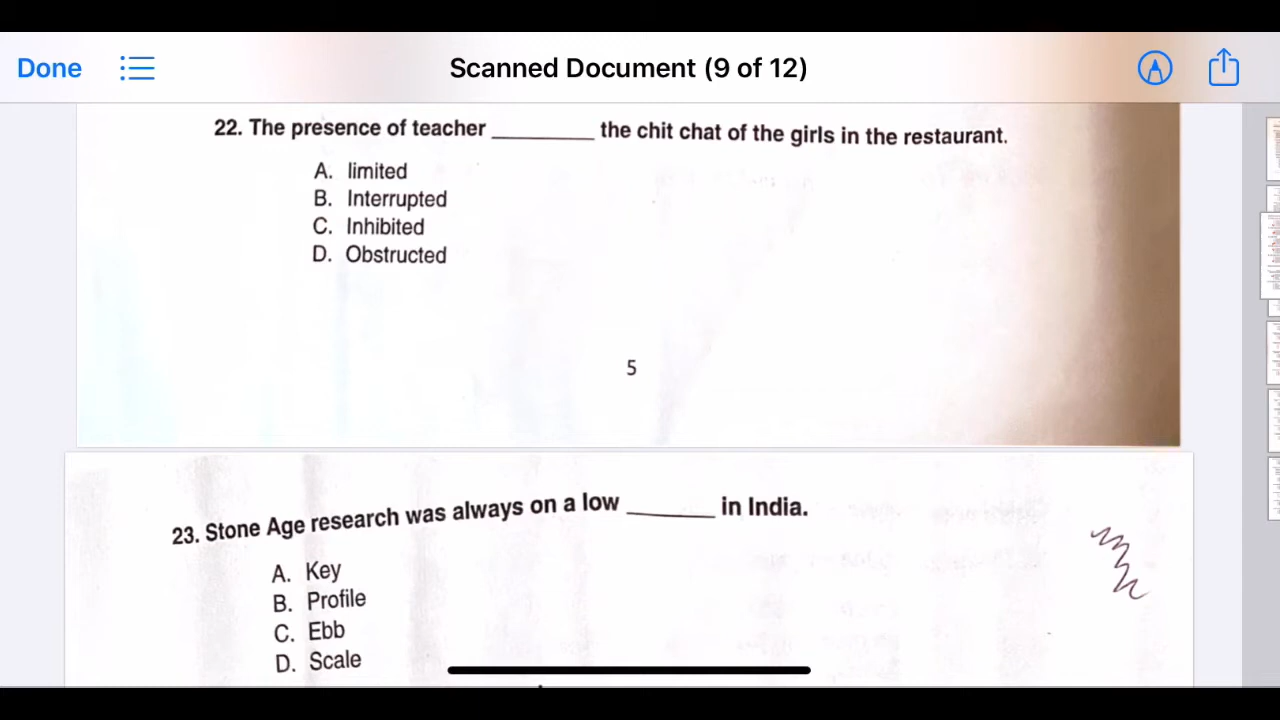 Done
Scanned Document (9 of 12)
22. The presence of teacher _________ the chit chat of the girls in the restaurant.
A. limited
B. Interrupted
C. Inhibited
D. Obstructed
5
23. Stone Age research was always on a low _______ in India.
A. Key
B. Profile
C. Ebb
D. Scale